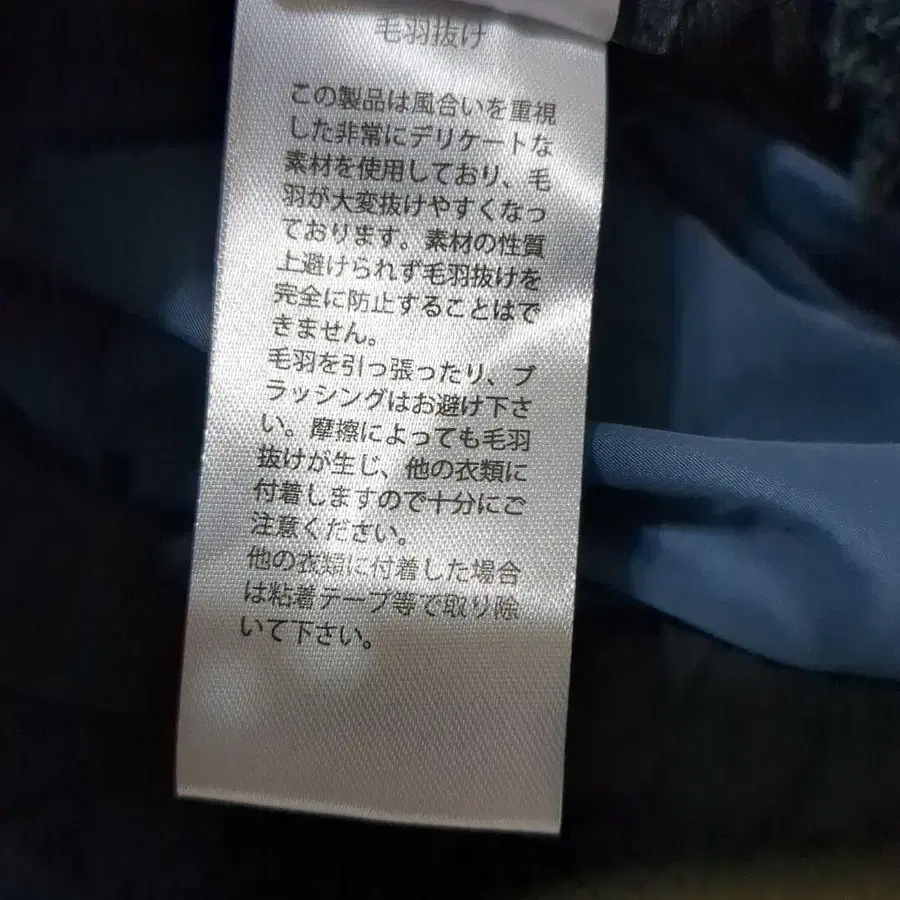 毛羽抜け
この製品は風合いを重視
した非常にデリケートな
素材を使用しており、毛
羽が大変抜けやすくなっ
ております。素材の性質
上避けられず毛羽抜けを
完全に防止することはで
きません。
毛羽を引っ張ったり、ブ
ラッシングはお避け下さ
い。摩擦によっても毛羽
抜けが生じ、他の衣類に
付着しますので十分にご
注意ください。
他の衣類に付着した場合
は粘着テープ等で取り除
いて下さい。